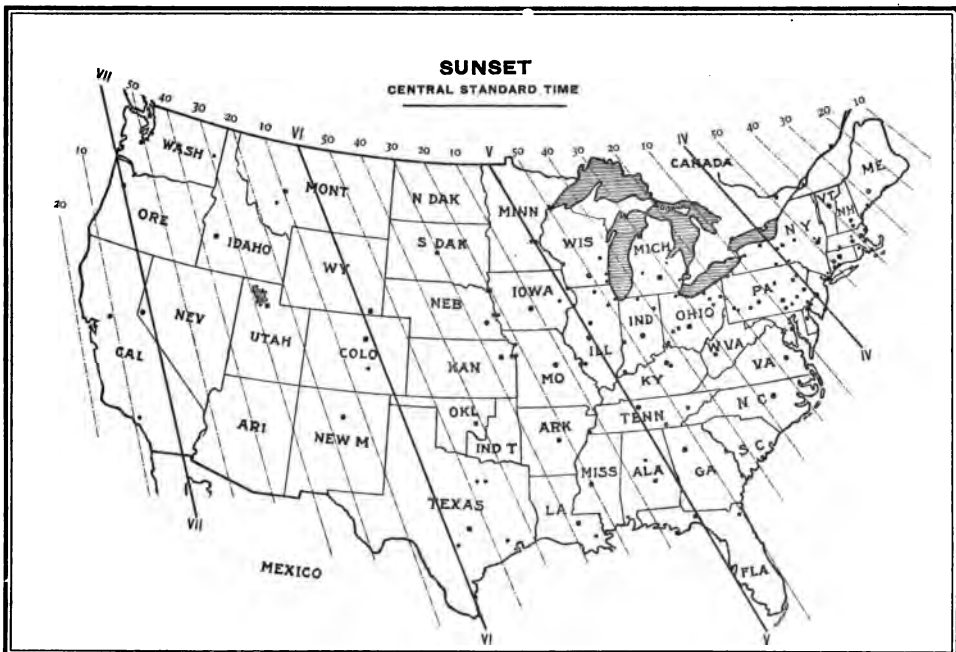 SUNSET
CENTRAL STANDARD TIME
VII 50 40 30 20 10 VI 50 40 30 20 10 V 50 40 30 20 10 IV 50 40 30 20 10
10
20
WASH
MONT
N DAK
MINN
CANADA
ME
VT
NH
ORE
IDAHO
WY
S DAK
WIS
MICH
N Y
NEV
UTAH
COLO
NEB
IOWA
ILL
IND
OHIO
PA
CAL
KAN
MO
KY
W VA
VA
IV
ARI
NEW M
OKL
IND T
ARK
TENN
N C
S C
TEXAS
LA
MISS
ALA
GA
VII
MEXICO
FLA
VI
V